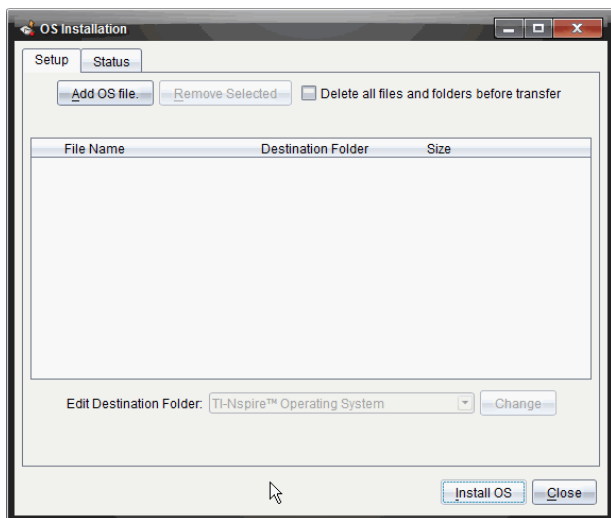 OS Installation
Setup Status
Add OS file. Remove Selected Delete all files and folders before transfer
File Name Destination Folder Size
Edit Destination Folder: TI-Nspire™ Operating System Change
Install OS Close